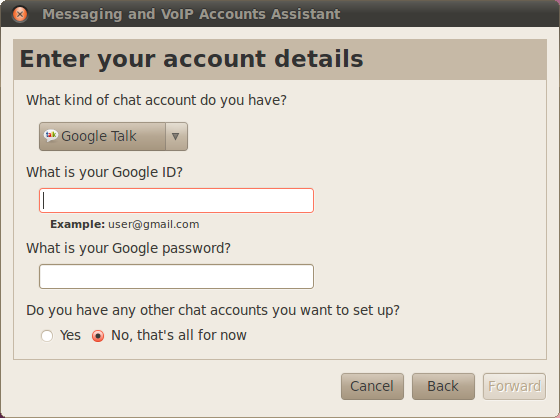 Messaging and VoIP Accounts Assistant
Enter your account details
What kind of chat account do you have?
talk Google Talk
What is your Google ID?
Example: user@gmail.com
What is your Google password?
Do you have any other chat accounts you want to set up?
Yes No, that's all for now
Cancel Back Forward